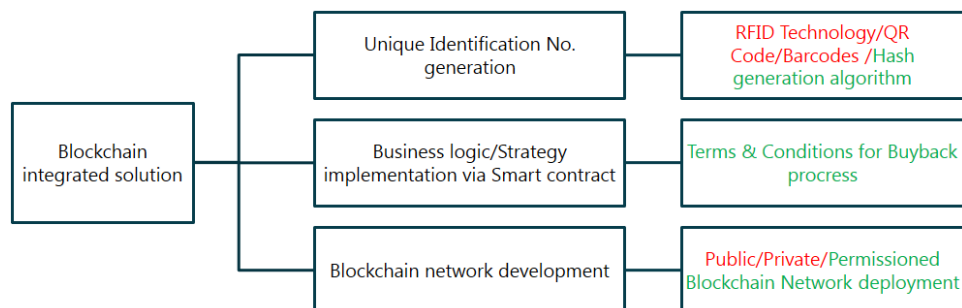 Blockchain
integrated solution
Unique Identification No.
generation
RFID Technology/QR
Code/Barcodes /Hash
generation algorithm
Business logic/Strategy
implementation via Smart contract
Terms & Conditions for Buyback
procress
Blockchain network development
Public/Private/Permissioned
Blockchain Network deployment